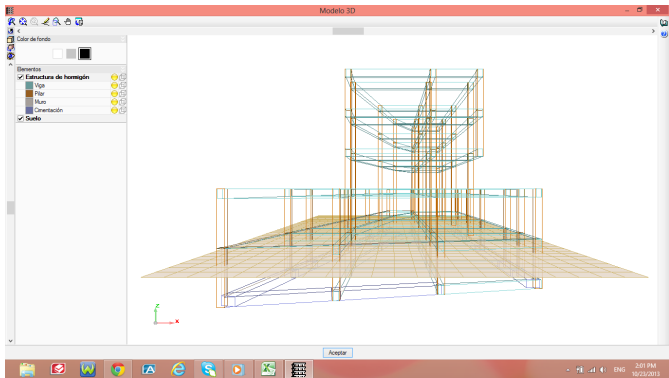 Modelo 3D
Color de fondo
Elementos
Estructura de hormigón
Viga
Pilar
Muro
Cimentación
Suelo
Z
X
Aceptar
ENG
2:01 PM
10/23/2013